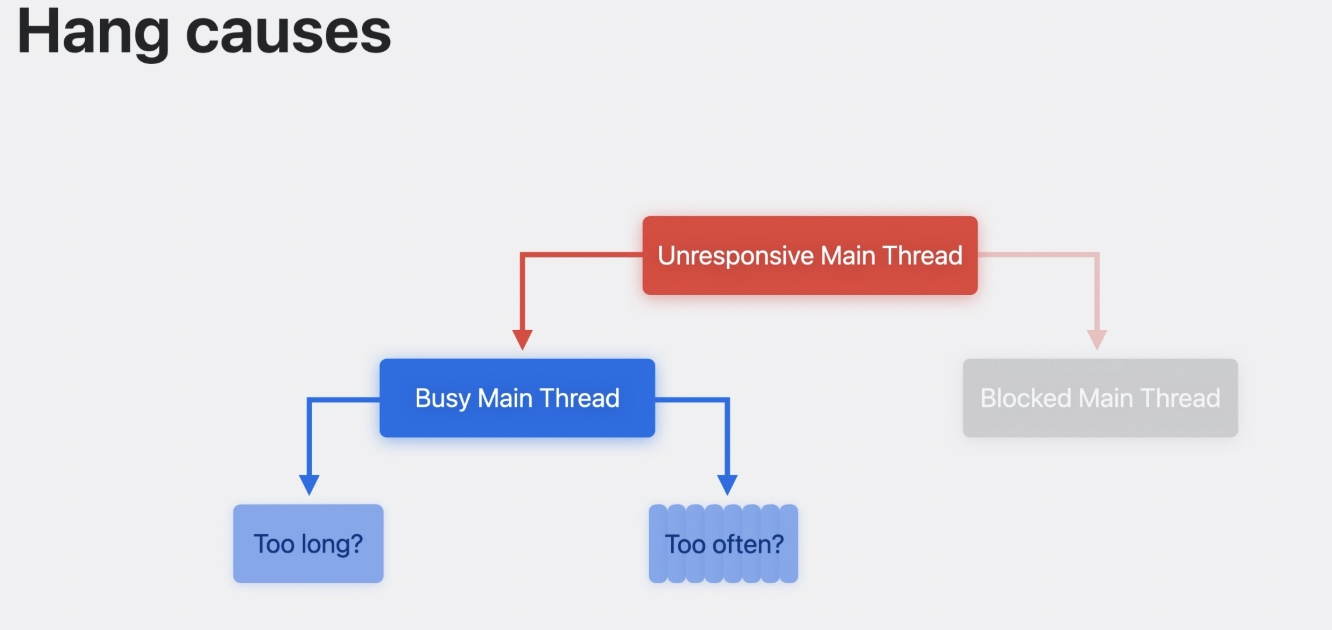 Hang causes
Unresponsive Main Thread
Busy Main Thread
Blocked Main Thread
Too long?
Too often?